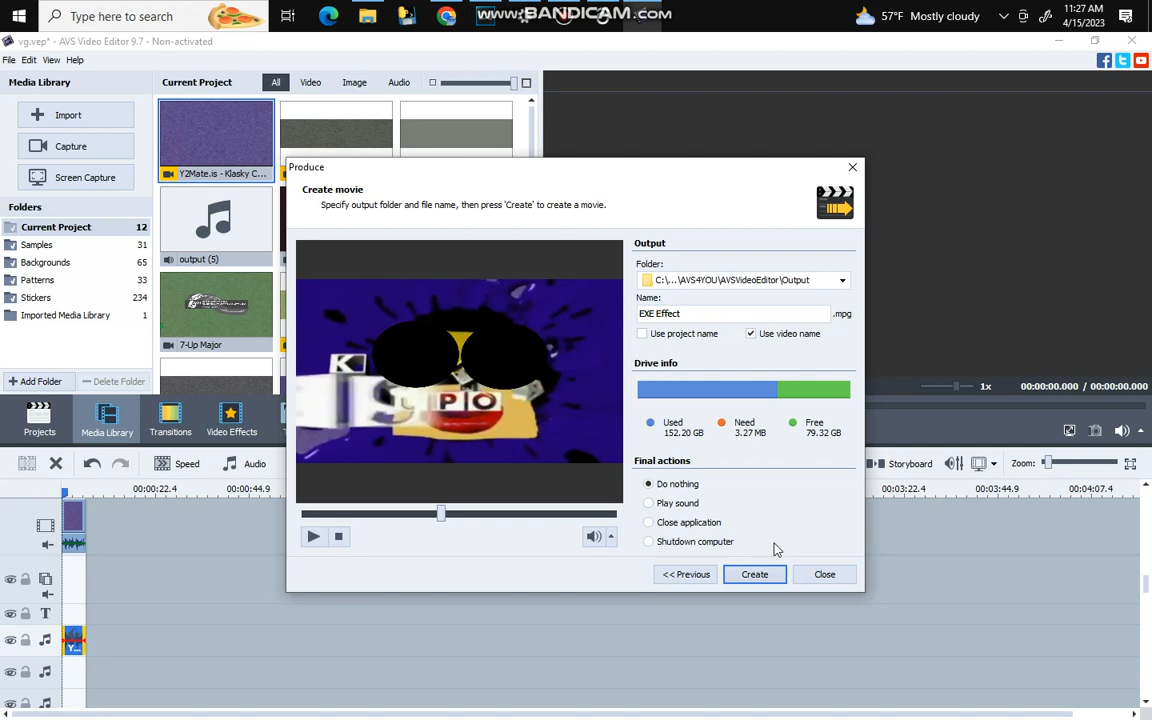 Type here to search
www.BANDICAM.com
57°F Mostly cloudy
11:27 AM
4/15/2023
vg.vep* - AVS Video Editor 9.7 - Non-activated
File Edit View Help
Media Library
Current Project
All
Video
Image
Audio
Import
Capture
Screen Capture
Folders
Current Project 12
Samples 31
Backgrounds 65
Patterns 33
Stickers 234
Imported Media Library 1
Add Folder
Delete Folder
Y2Mate.is - Klasky C...
output (5)
7-Up Major
Produce
Create movie
Specify output folder and file name, then press 'Create' to create a movie.
K
PO
Output
Folder:
C:\...\AVS4YOU\AVSVideoEditor\Output
Name:
EXE Effect .mpg
Use project name
Use video name
Drive info
Used
152.20 GB
Need
3.27 MB
Free
79.32 GB
Final actions
Do nothing
Play sound
Close application
Shutdown computer
<< Previous
Create
Close
1x
00:00:00.000 / 00:00:00.000
Projects
Media Library
Transitions
Video Effects
T
Speed
Audio
Storyboard
Zoom:
00:00:22.4
00:00:44.9
00:03:22.4
00:03:44.9
00:04:07.4
T
Y...